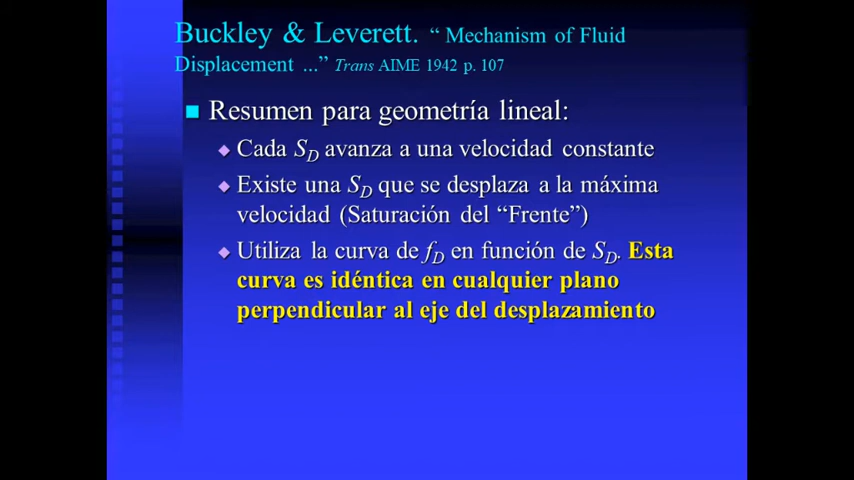 Buckley & Leverett. “ Mechanism of Fluid
Displacement ...” Trans AIME 1942 p. 107
Resumen para geometría lineal:
Cada SD avanza a una velocidad constante
Existe una SD que se desplaza a la máxima
velocidad (Saturación del “Frente”)
Utiliza la curva de fD en función de SD. Esta
curva es idéntica en cualquier plano
perpendicular al eje del desplazamiento